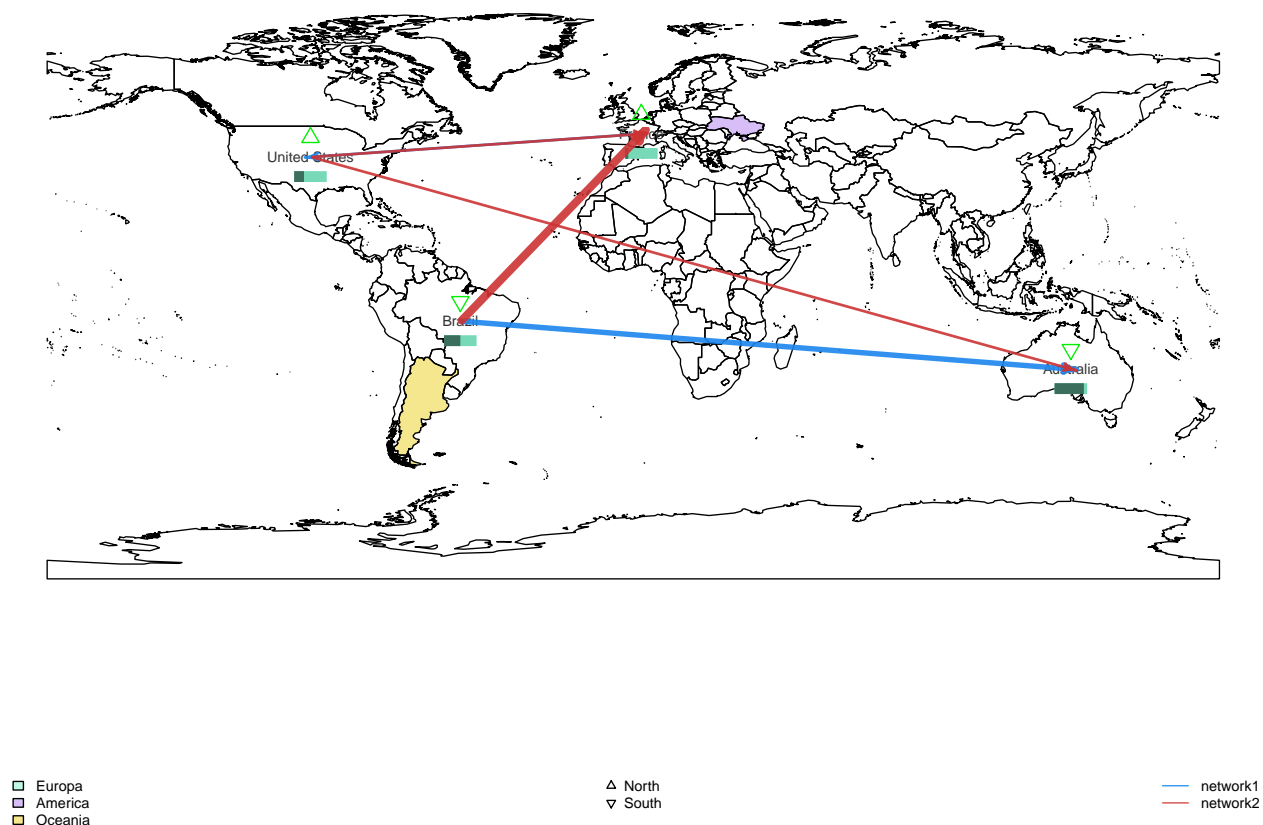 United States
Brazil
Australia
Europa
America
Oceania
North
South
network1
network2